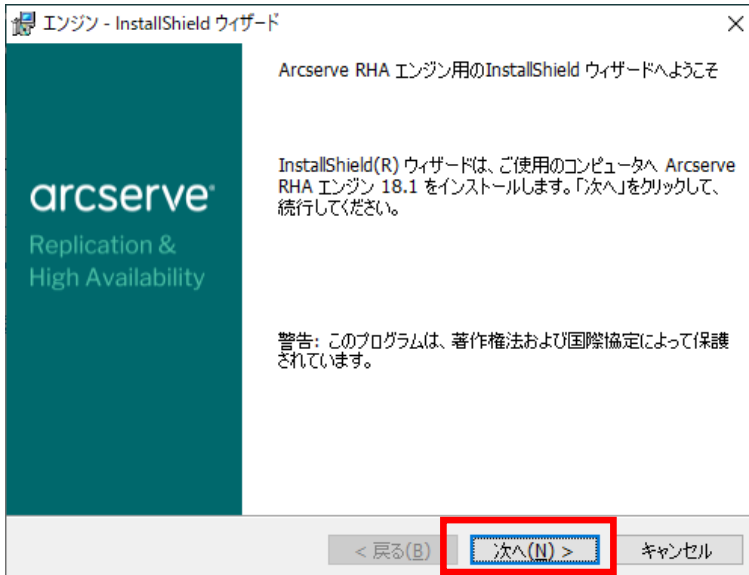 エンジン - InstallShield ウィザード
Arcserve RHA エンジン用のInstallShield ウィザードへようこそ
InstallShield(R) ウィザードは、ご使用のコンピュータへ Arcserve
RHA エンジン 18.1 をインストールします。「次へ」をクリックして、
続行してください。
arcserve®
Replication &
High Availability
警告: このプログラムは、著作権法および国際協定によって保護
されています。
< 戻る(B)
次へ(N) >
キャンセル